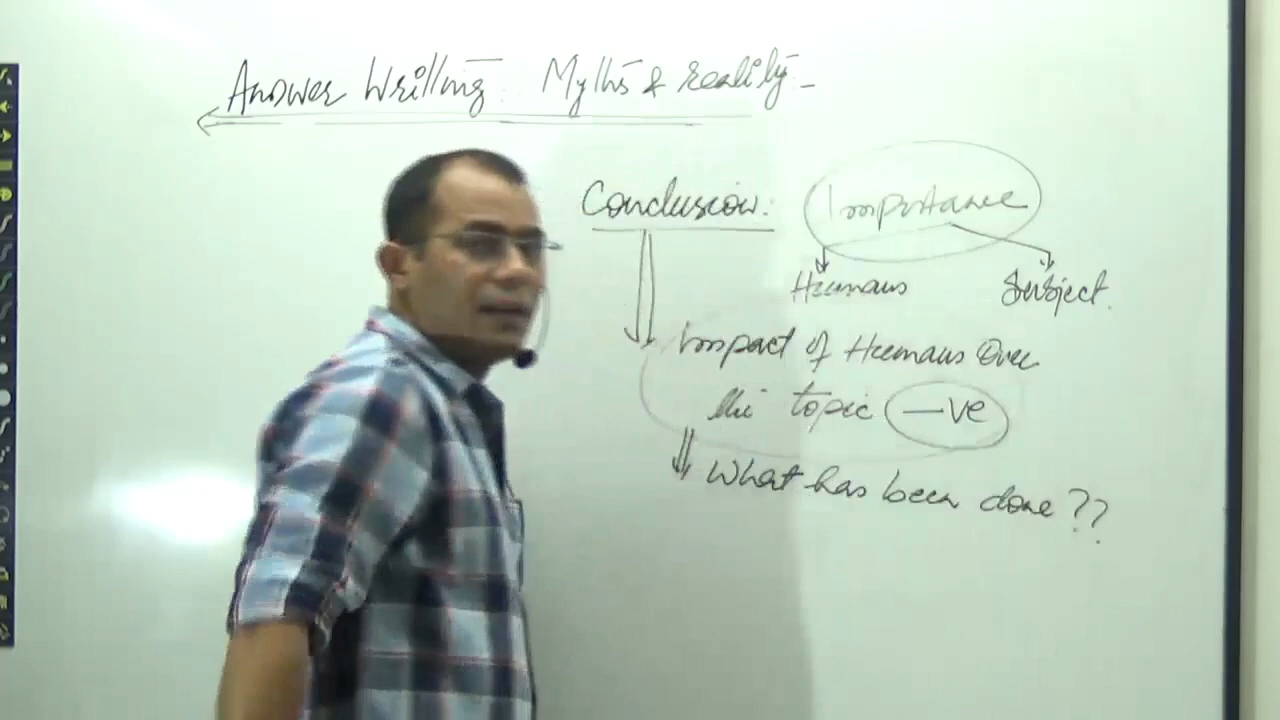 Answer Writing : Myths & reality -
Conclusion : Importance
Humans Subject.
Impact of Humans Over
the topic -ve
What has been done ??